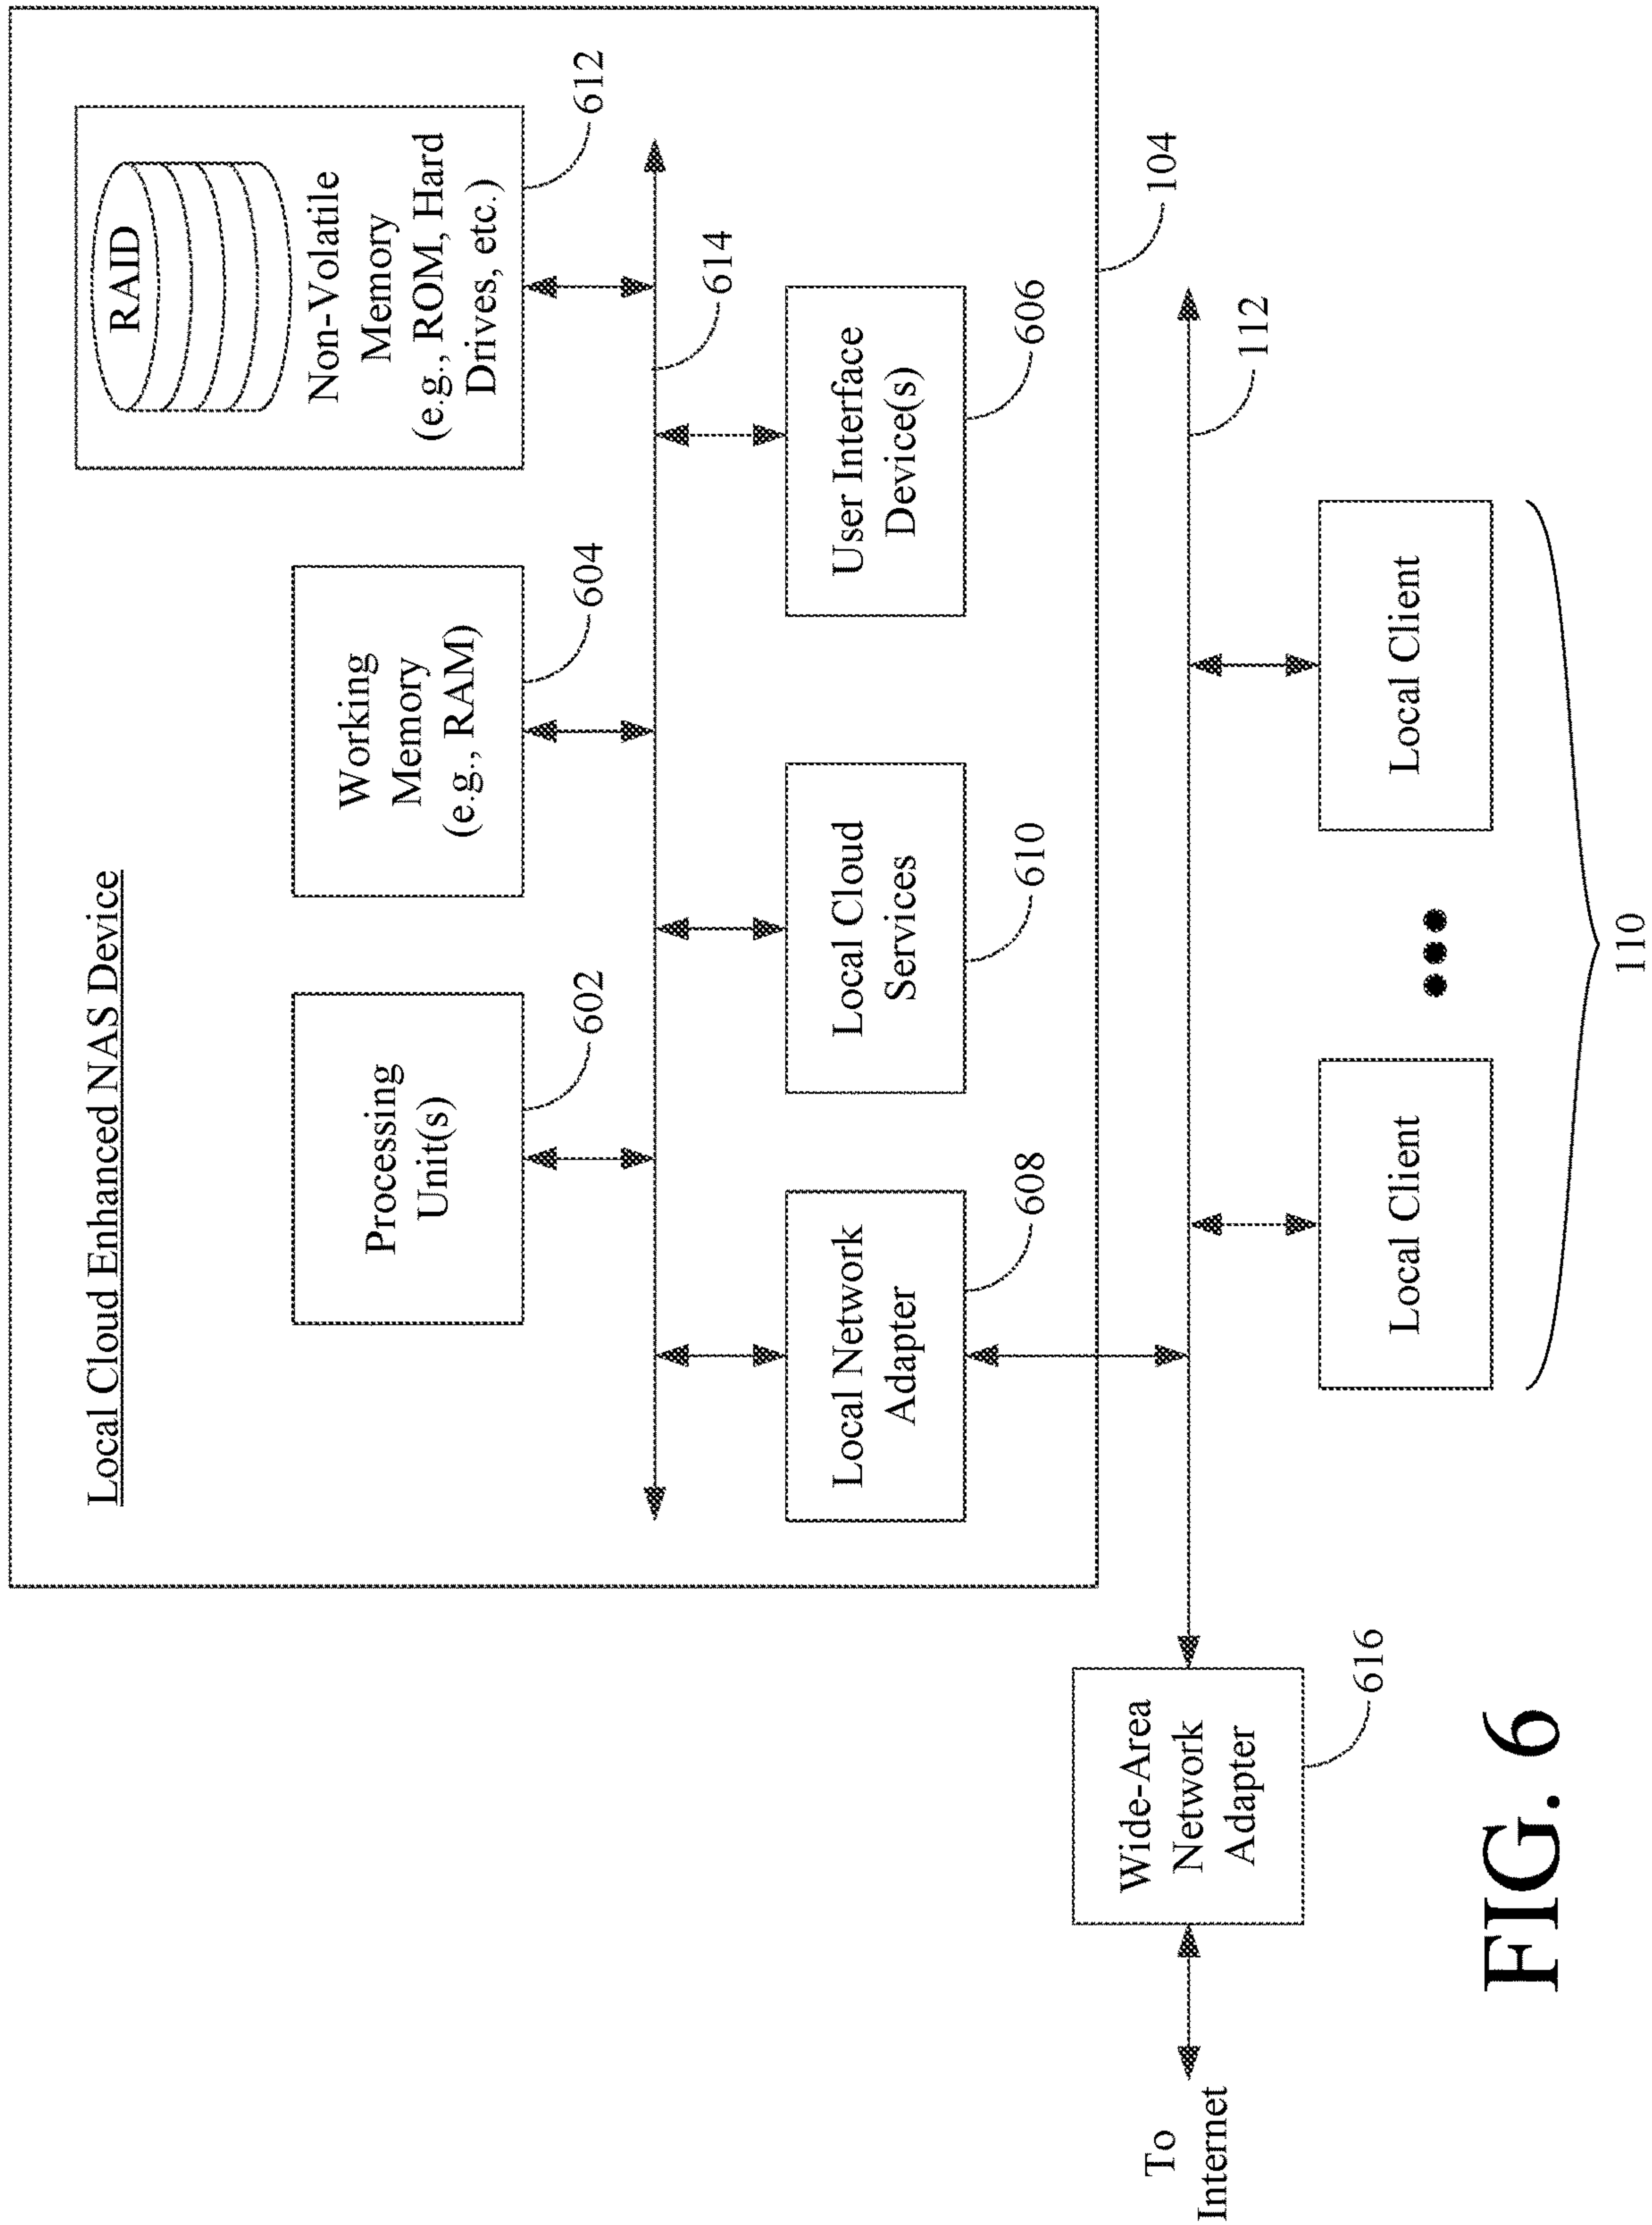 Local Cloud Enhanced NAS Device
RAID
Non-Volatile
Memory
(e.g., ROM, Hard
Drives, etc.)
612
Working
Memory
(e.g., RAM)
604
Processing
Unit(s)
602
614
Local Network
Adapter
608
Local Cloud
Services
610
User Interface
Device(s)
606
104
112
To
Internet
Wide-Area
Network
Adapter
616
Local Client
Local Client
110
FIG. 6